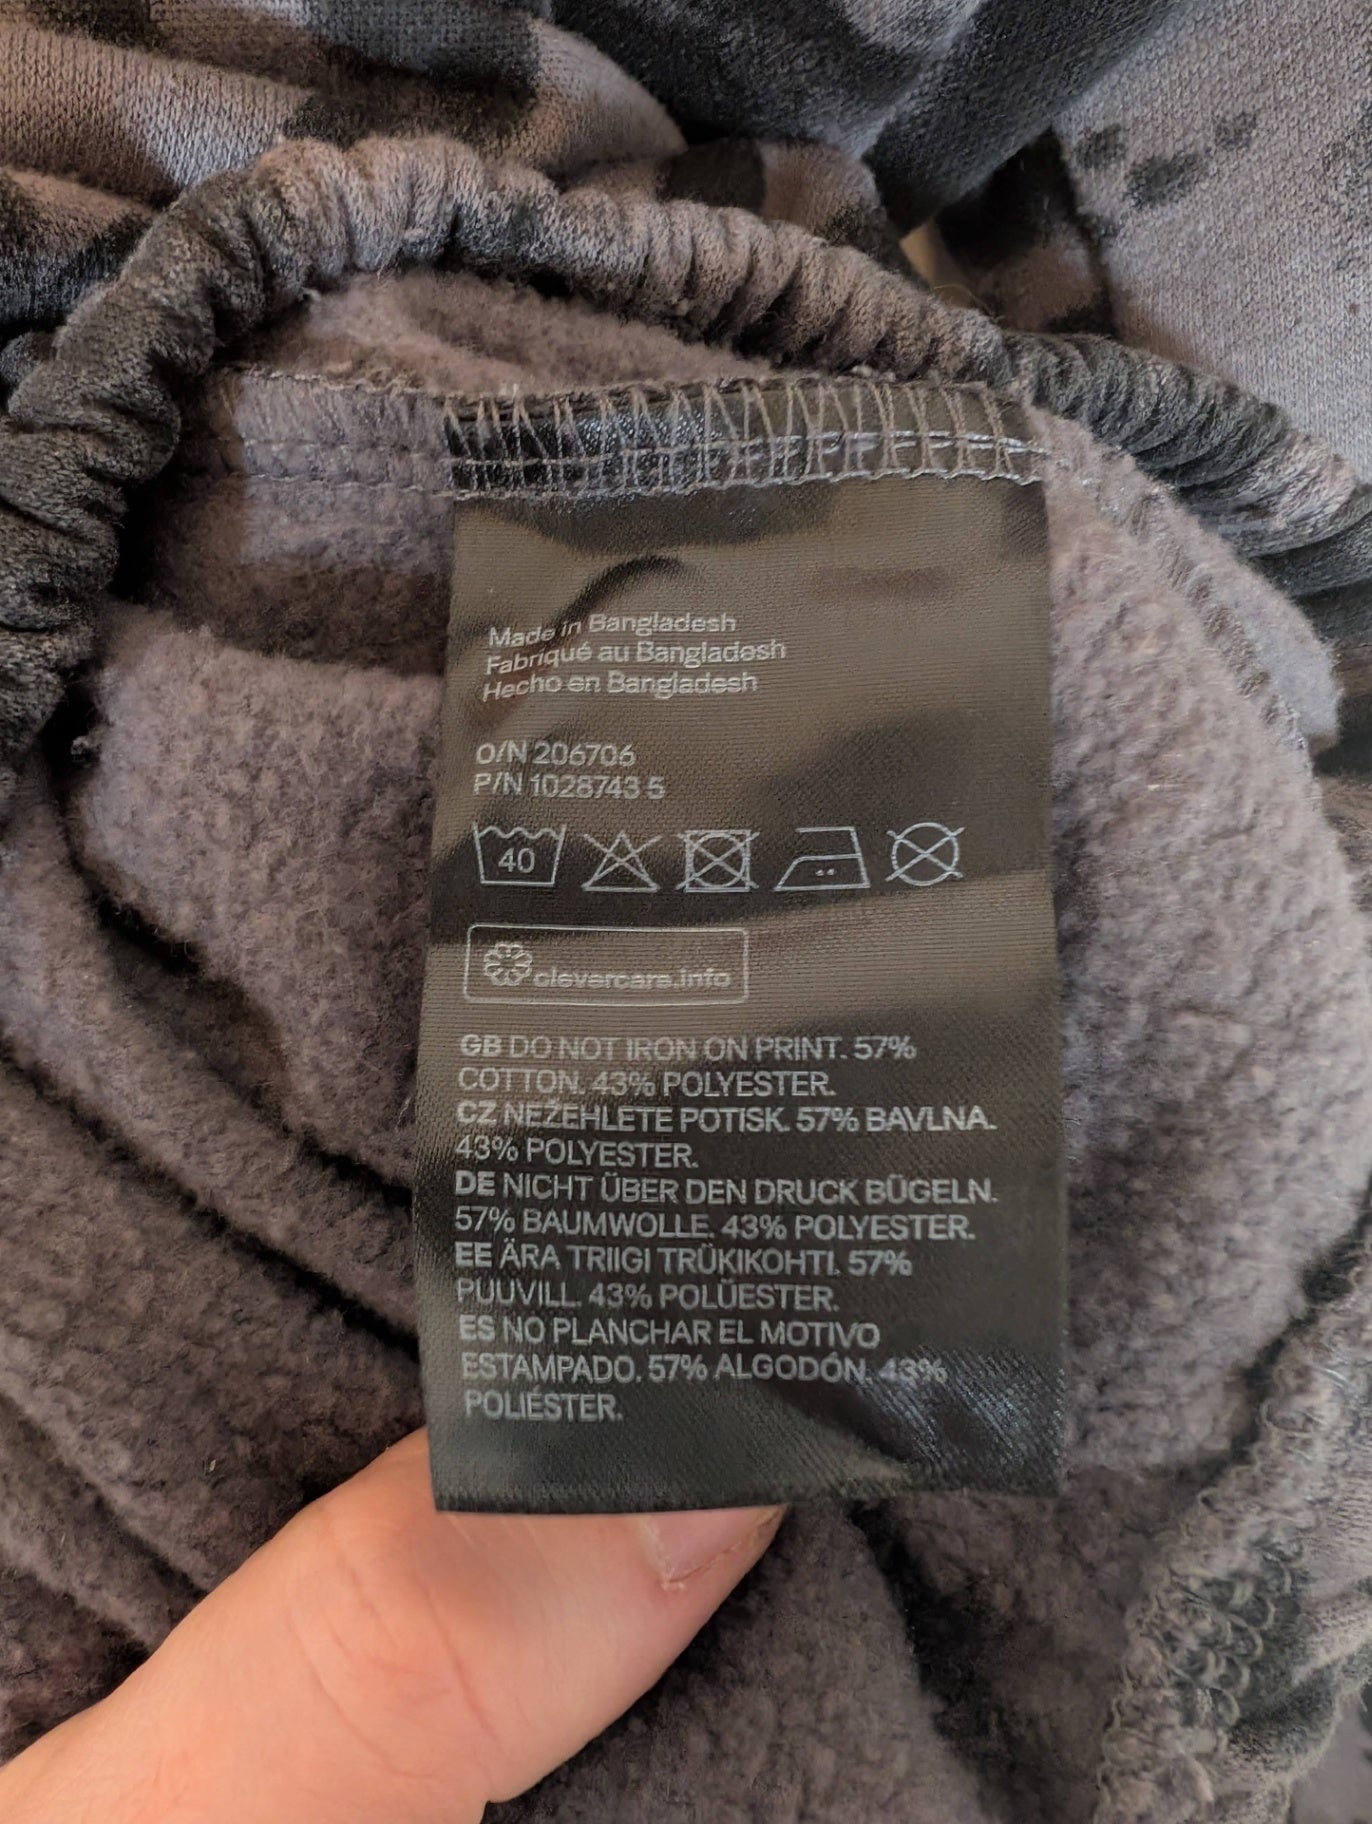 Made in Bangladesh
Fabriqué au Bangladesh
Hecho en Bangladesh
O/N 206706
P/N 1028743 5
40
clevercare.info
GB DO NOT IRON ON PRINT. 57%
COTTON. 43% POLYESTER.
CZ NEŽEHLETE POTISK. 57% BAVLNA.
43% POLYESTER.
DE NICHT ÜBER DEN DRUCK BÜGELN.
57% BAUMWOLLE. 43% POLYESTER.
EE ÄRA TRIIGI TRÜKIKOHTI. 57%
PUUVILL. 43% POLÜESTER.
ES NO PLANCHAR EL MOTIVO
ESTAMPADO. 57% ALGODÓN. 43%
POLIÉSTER.